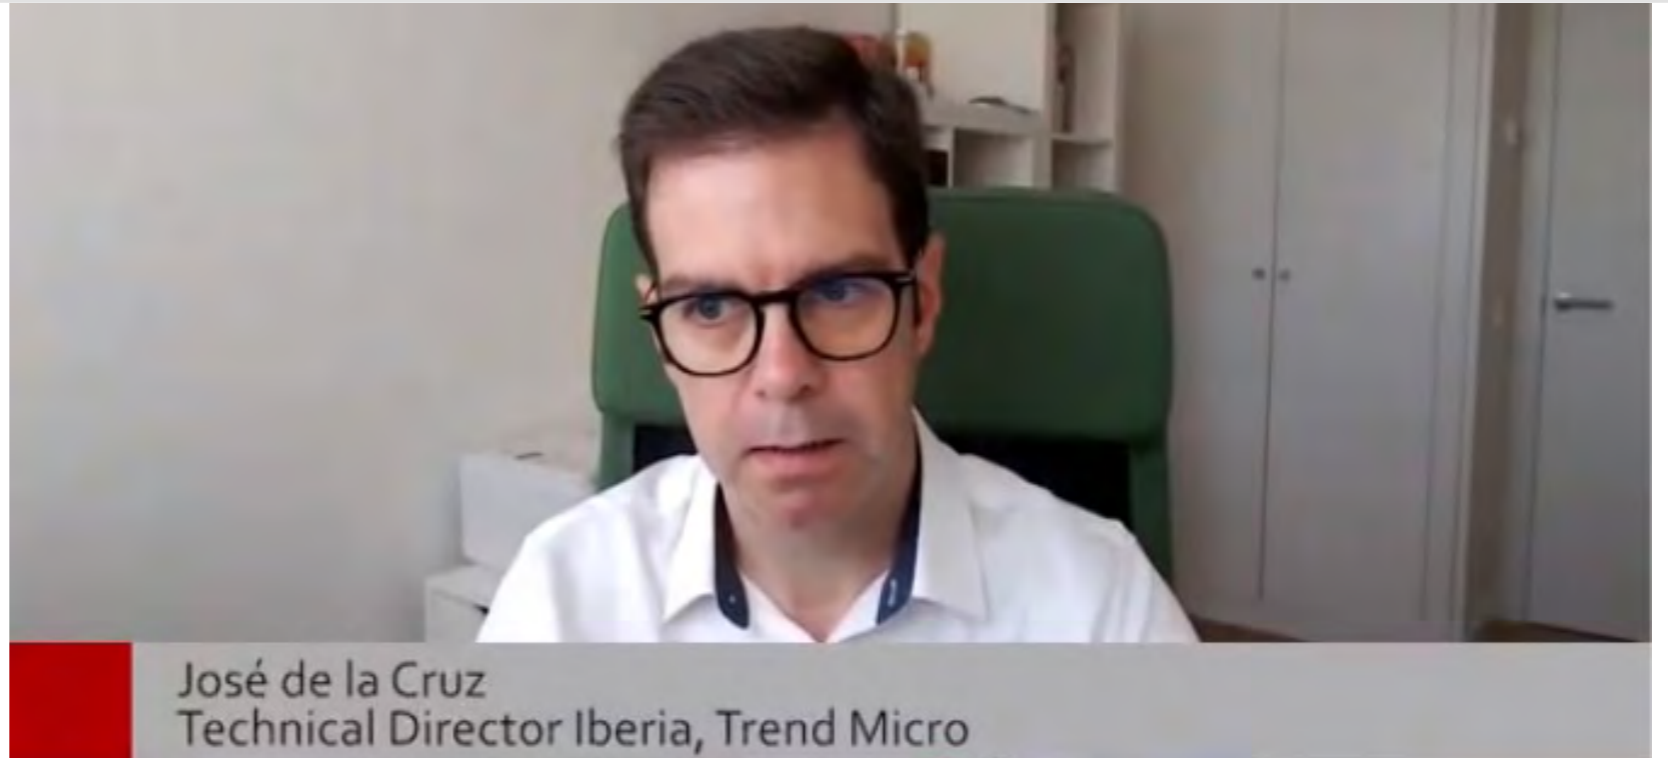 José de la Cruz
Technical Director Iberia, Trend Micro